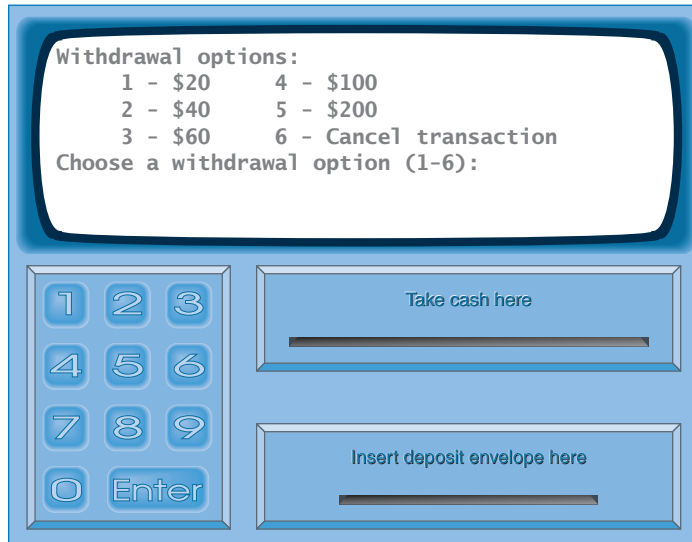 Withdrawal options:
1 - $20 4 - $100
2 - $40 5 - $200
3 - $60 6 - Cancel transaction
Choose a withdrawal option (1-6):
1 2 3
Take cash here
4 5 6
7 8 9
Insert deposit envelope here
0 Enter